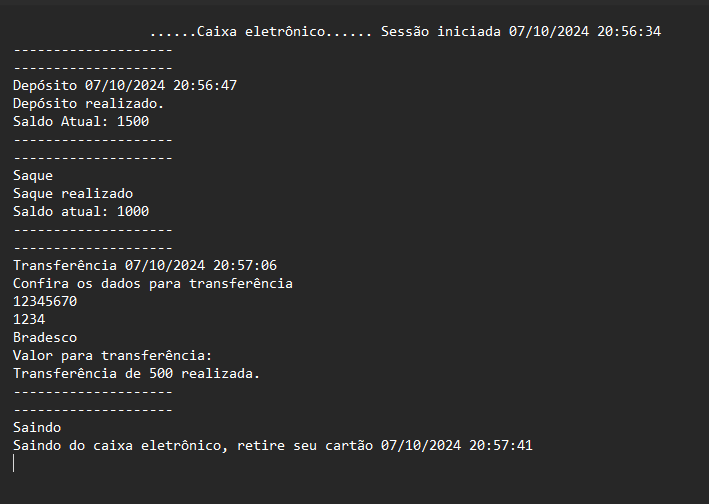 ......Caixa eletrônico...... Sessão iniciada 07/10/2024 20:56:34
--------------------
--------------------
Depósito 07/10/2024 20:56:47
Depósito realizado.
Saldo Atual: 1500
--------------------
--------------------
Saque
Saque realizado
Saldo atual: 1000
--------------------
--------------------
Transferência 07/10/2024 20:57:06
Confira os dados para transferência
12345670
1234
Bradesco
Valor para transferência:
Transferência de 500 realizada.
--------------------
--------------------
Saindo
Saindo do caixa eletrônico, retire seu cartão 07/10/2024 20:57:41